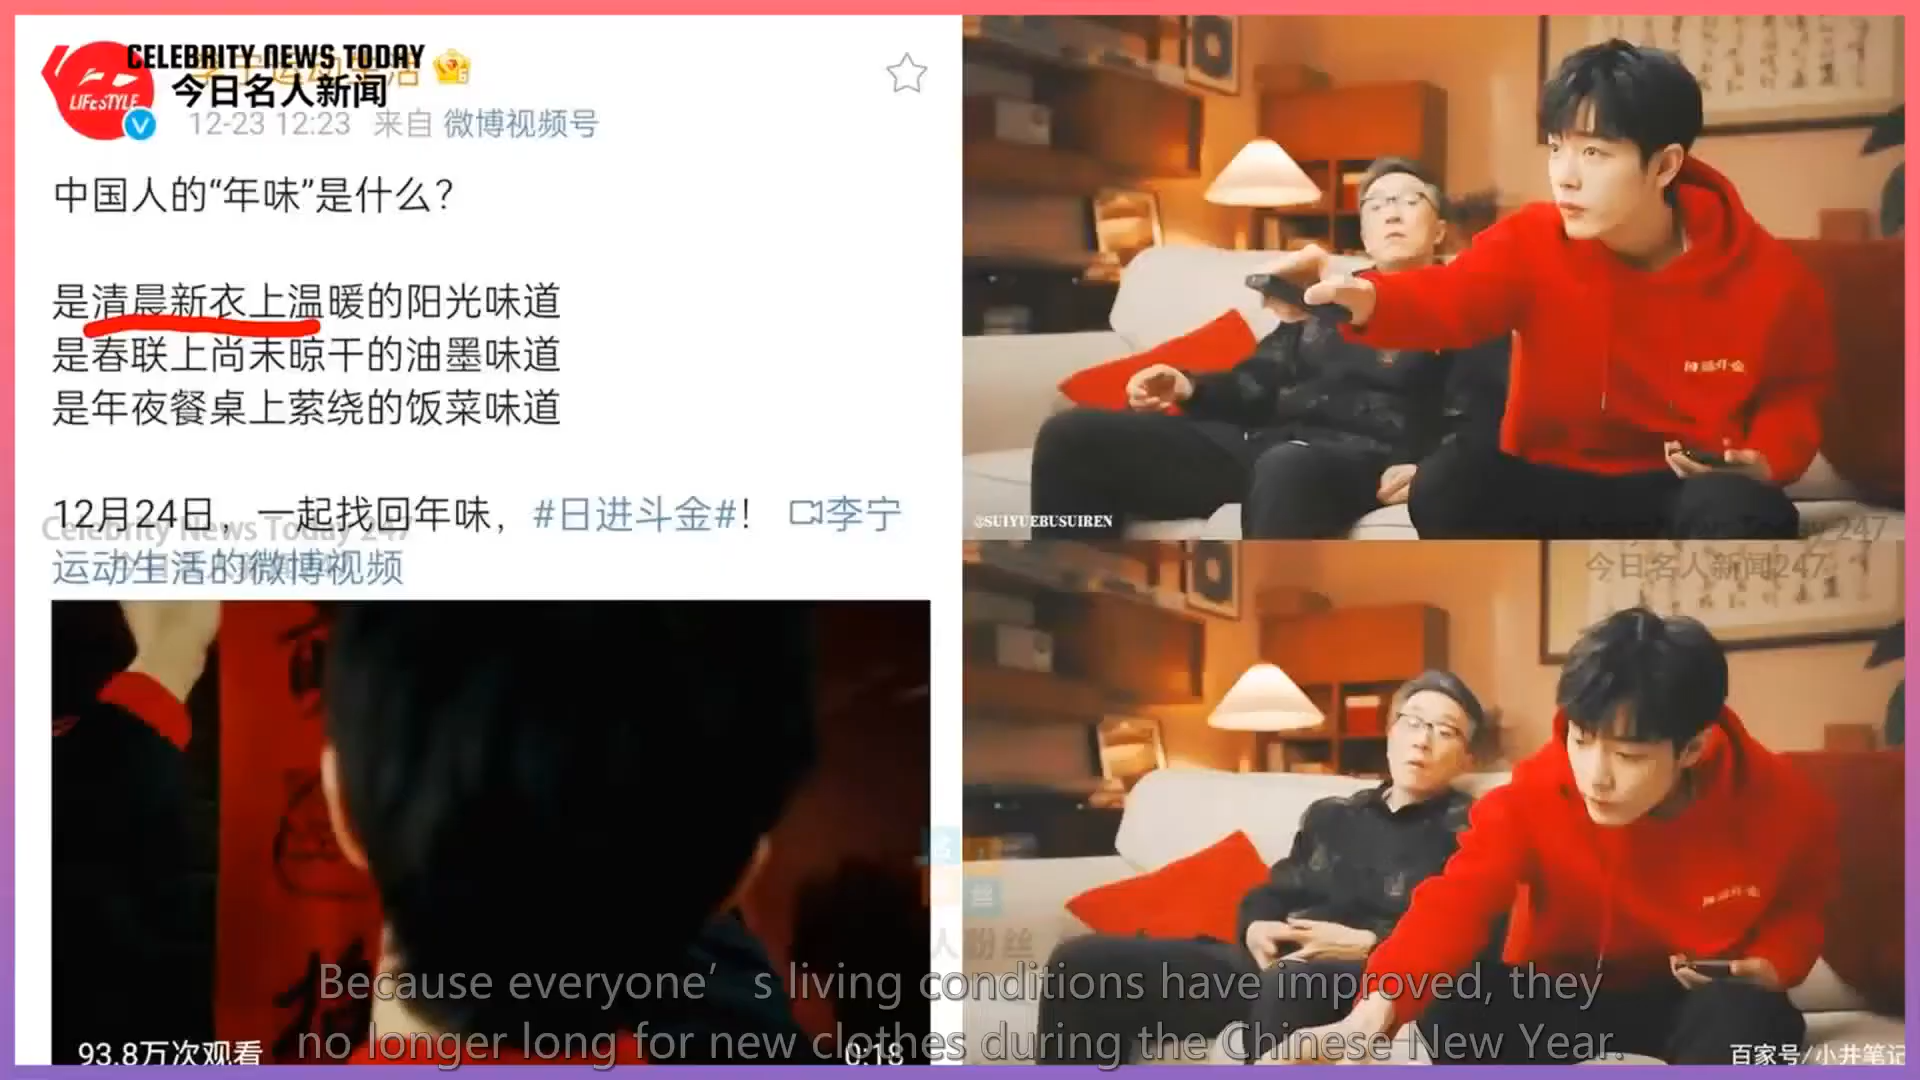 CELEBRITY NEWS TODAY
今日名人新闻
LIFESTYLE
12-23 12:23 来自 微博视频号
中国人的“年味”是什么？
是清晨新衣上温暖的阳光味道
是春联上尚未晾干的油墨味道
是年夜餐桌上萦绕的饭菜味道
12月24日，一起找回年味，#日进斗金#！ 李宁
运动生活的微博视频
Celebrity News Today 247
93.8万次观看
0:18
@SUIYUEBUSUIREN
今日名人新闻247
人粉丝
Because everyone’s living conditions have improved, they
no longer long for new clothes during the Chinese New Year.
百家号/小井笔记